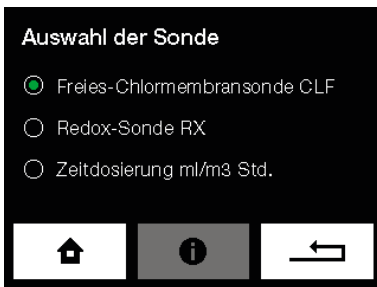 Auswahl der Sonde
Freies-Chlormembransonde CLF
Redox-Sonde RX
Zeitdosierung ml/m3 Std.